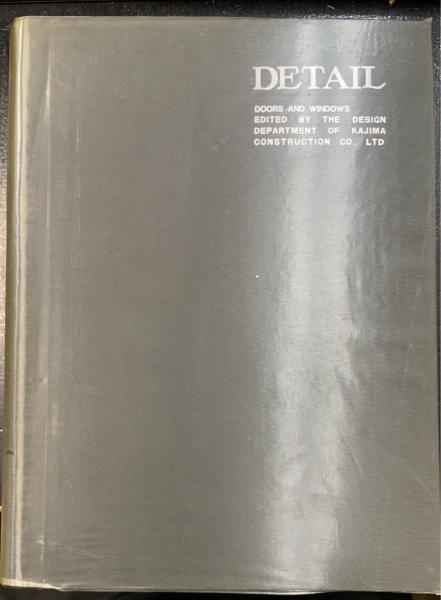 DETAIL
DOORS AND WINDOWS
EDITED BY THE DESIGN
DEPARTMENT OF KAJIMA
CONSTRUCTION CO. LTD